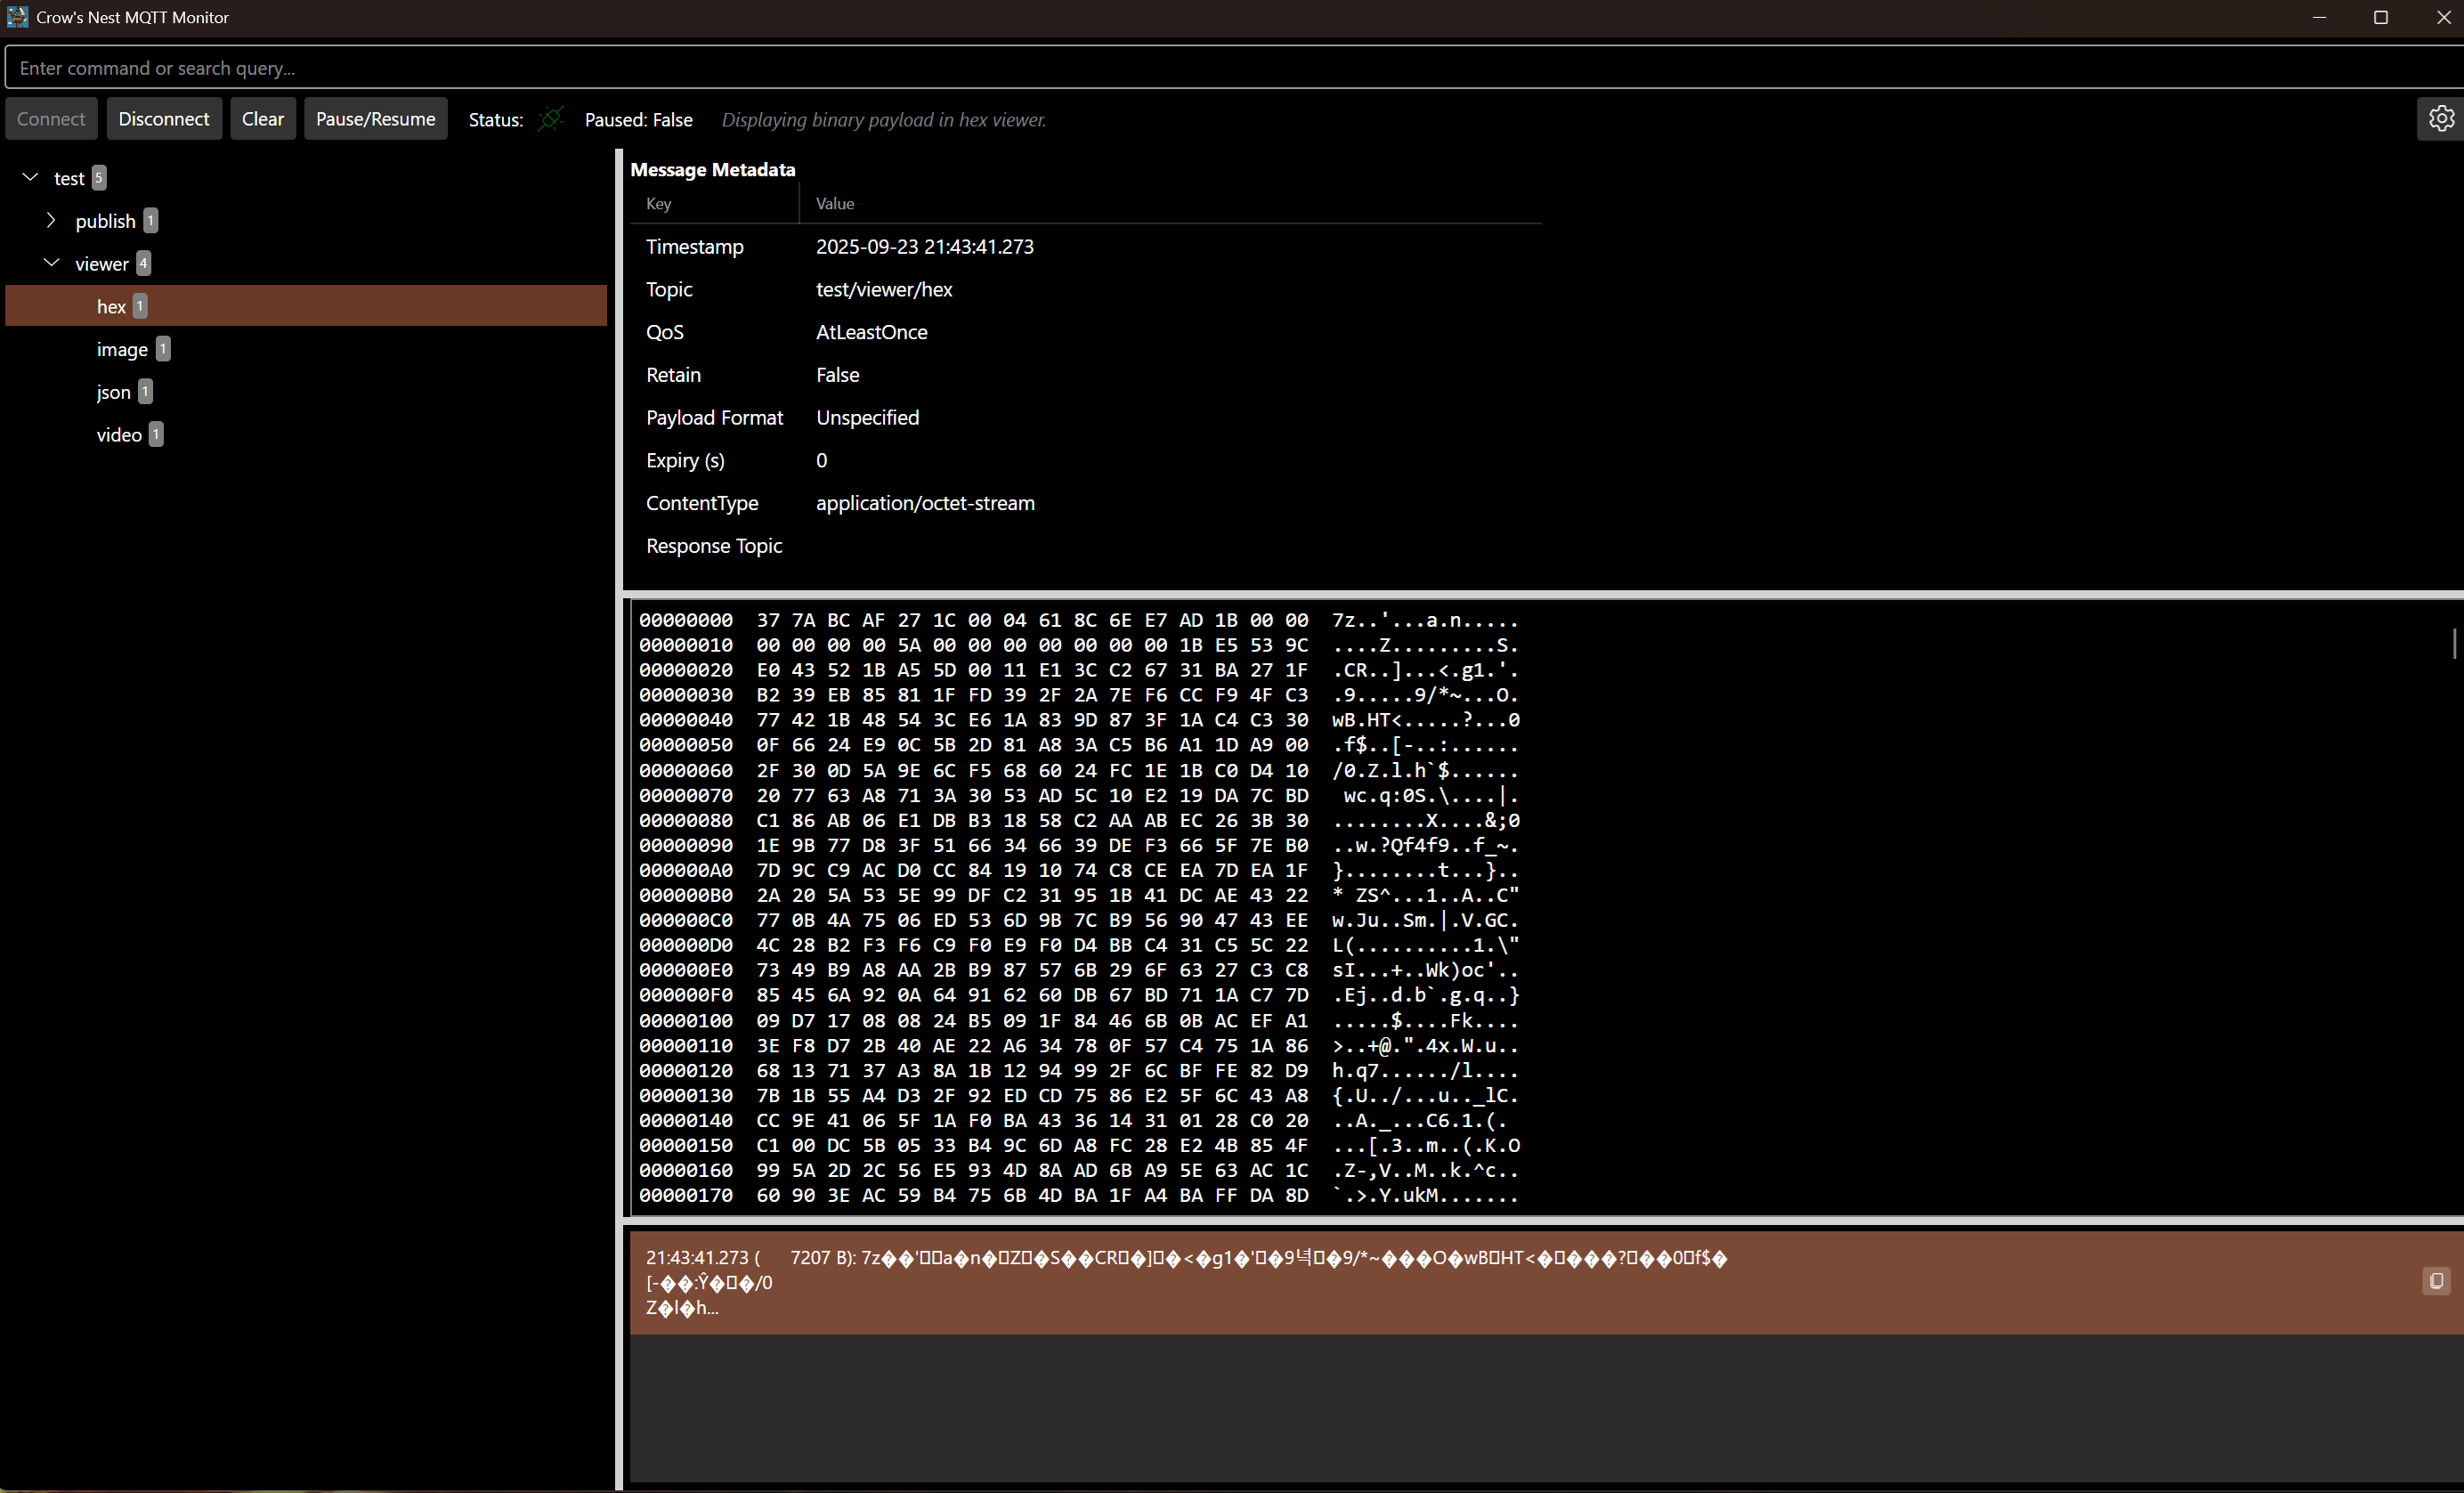 Crow's Nest MQTT Monitor
Enter command or search query...
Connect Disconnect Clear Pause/Resume Status: Paused: False Displaying binary payload in hex viewer.
test 5
publish 1
viewer 4
hex 1
image 1
json 1
video 1
Message Metadata
Key Value
Timestamp 2025-09-23 21:43:41.273
Topic test/viewer/hex
QoS AtLeastOnce
Retain False
Payload Format Unspecified
Expiry (s) 0
ContentType application/octet-stream
Response Topic
00000000  37 7A BC AF 27 1C 00 04 61 8C 6E E7 AD 1B 00 00  7z..'...a.n.....
00000010  00 00 00 00 5A 00 00 00 00 00 00 00 1B E5 53 9C  ....Z.........S.
00000020  E0 43 52 1B A5 5D 00 11 E1 3C C2 67 31 BA 27 1F  .CR..]...<.g1.'.
00000030  B2 39 EB 85 81 1F FD 39 2F 2A 7E F6 CC F9 4F C3  .9.....9/*~...O.
00000040  77 42 1B 48 54 3C E6 1A 83 9D 87 3F 1A C4 C3 30  wB.HT<.....?...0
00000050  0F 66 24 E9 0C 5B 2D 81 A8 3A C5 B6 A1 1D A9 00  .f$..[-..:......
00000060  2F 30 0D 5A 9E 6C F5 68 60 24 FC 1E 1B C0 D4 10  /0.Z.l.h`$......
00000070  20 77 63 A8 71 3A 30 53 AD 5C 10 E2 19 DA 7C BD   wc.q:0S.\....|.
00000080  C1 86 AB 06 E1 DB B3 18 58 C2 AA AB EC 26 3B 30  ........X....&;0
00000090  1E 9B 77 D8 3F 51 66 34 66 39 DE F3 66 5F 7E B0  ..w.?Qf4f9..f_~.
000000A0  7D 9C C9 AC D0 CC 84 19 10 74 C8 CE EA 7D EA 1F  }........t...}..
000000B0  2A 20 5A 53 5E 99 DF C2 31 95 1B 41 DC AE 43 22  * ZS^...1..A..C"
000000C0  77 0B 4A 75 06 ED 53 6D 9B 7C B9 56 90 47 43 EE  w.Ju..Sm.|.V.GC.
000000D0  4C 28 B2 F3 F6 C9 F0 E9 F0 D4 BB C4 31 C5 5C 22  L(..........1.\"
000000E0  73 49 B9 A8 AA 2B B9 87 57 6B 29 6F 63 27 C3 C8  sI...+..Wk)oc'..
000000F0  85 45 6A 92 0A 64 91 62 60 DB 67 BD 71 1A C7 7D  .Ej..d.b`.g.q..}
00000100  09 D7 17 08 08 24 B5 09 1F 84 46 6B 0B AC EF A1  .....$....Fk....
00000110  3E F8 D7 2B 40 AE 22 A6 34 78 0F 57 C4 75 1A 86  >..+@.".4x.W.u..
00000120  68 13 71 37 A3 8A 1B 12 94 99 2F 6C BF FE 82 D9  h.q7....../l....
00000130  7B 1B 55 A4 D3 2F 92 ED CD 75 86 E2 5F 6C 43 A8  {.U../...u.._lC.
00000140  CC 9E 41 06 5F 1A F0 BA 43 36 14 31 01 28 C0 20  ..A._...C6.1.(.
00000150  C1 00 DC 5B 05 33 B4 9C 6D A8 FC 28 E2 4B 85 4F  ...[.3..m..(.K.O
00000160  99 5A 2D 2C 56 E5 93 4D 8A AD 6B A9 5E 63 AC 1C  .Z-,V..M..k.^c..
00000170  60 90 3E AC 59 B4 75 6B 4D BA 1F A4 BA FF DA 8D  `.>.Y.ukM.......
21:43:41.273 ( 7207 B): 7z��'▯▯a�n�▯Z▯�S��CR▯�]▯�<�g1�'▯�9녁▯�9/*~���O�wB▯HT<�▯���?▯��0▯f$�
[-��:Ŷ�▯�/0
Z�l�h...